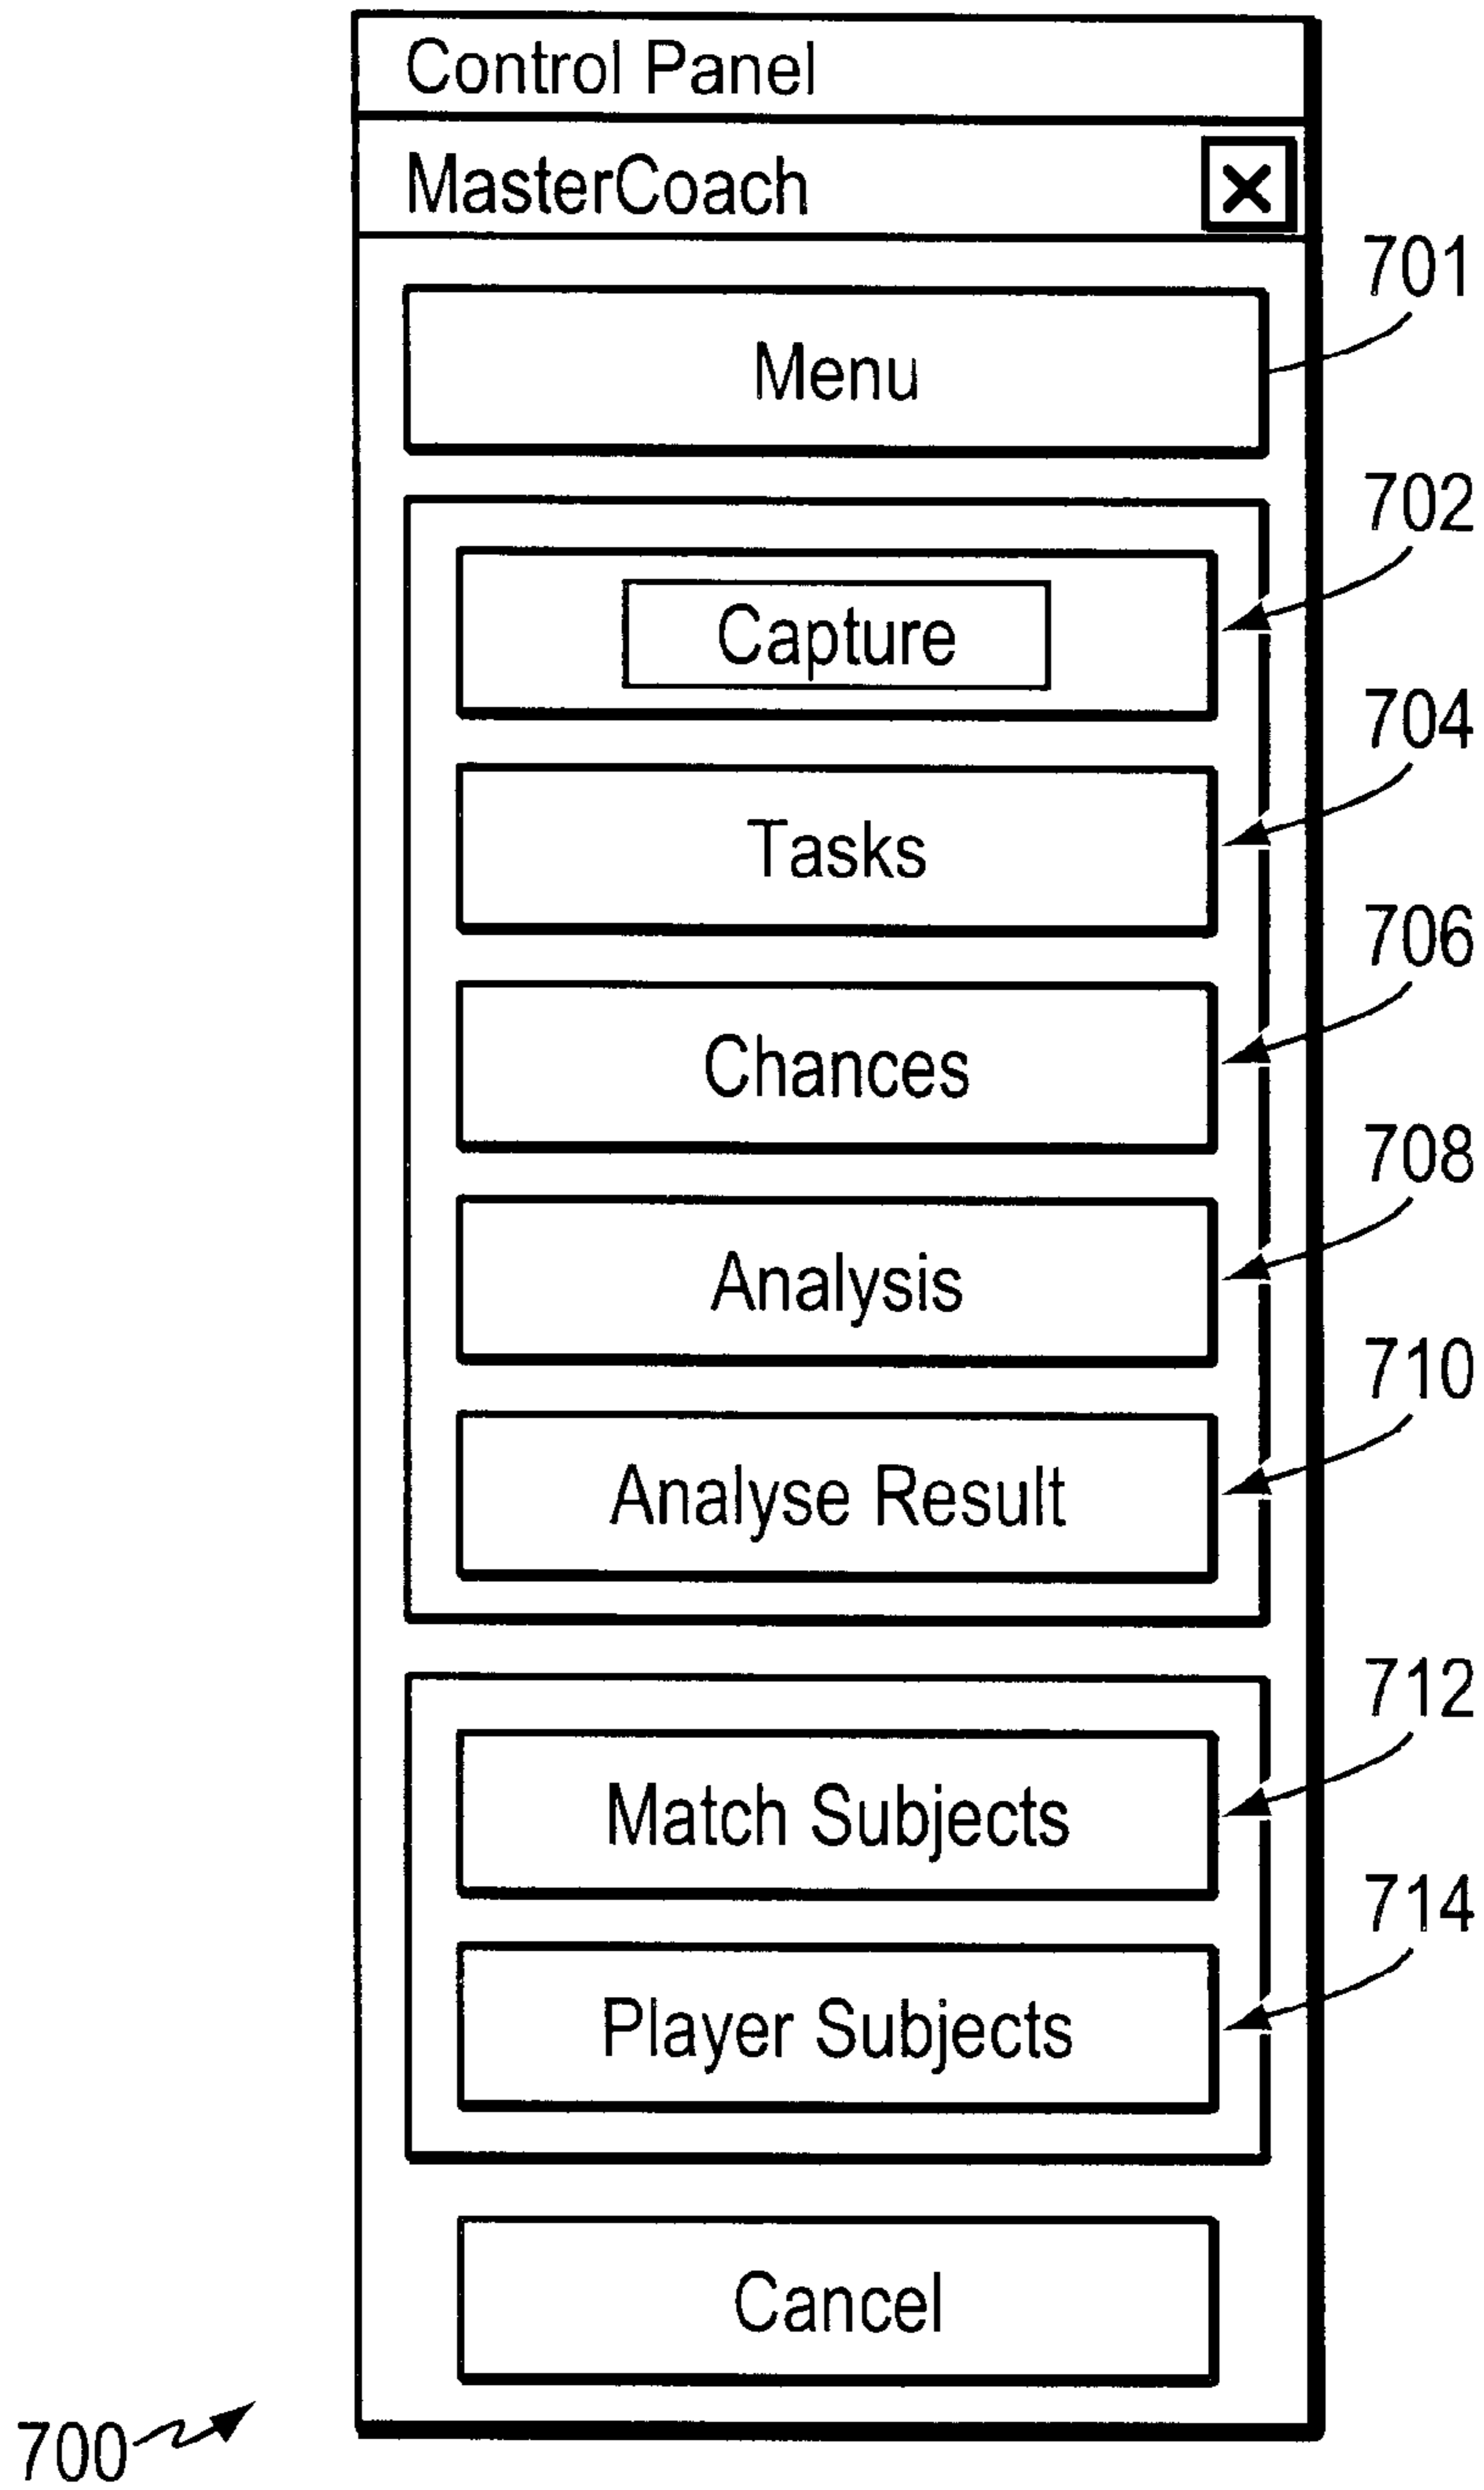 Control Panel
MasterCoach
701
Menu
702
Capture
704
Tasks
706
Chances
708
Analysis
710
Analyse Result
712
Match Subjects
714
Player Subjects
Cancel
700